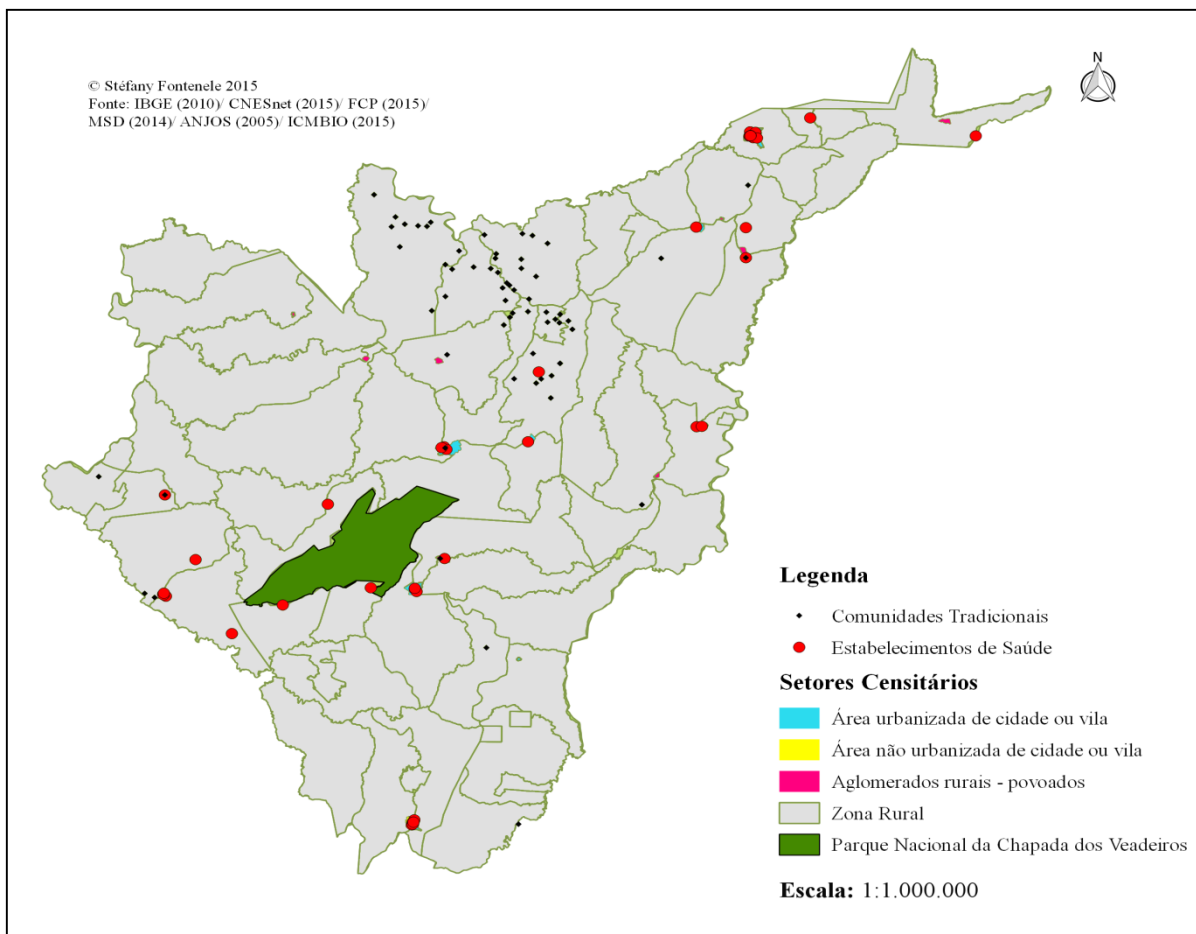 © Stéfany Fontenele 2015
Fonte: IBGE (2010)/ CNESnet (2015)/ FCP (2015)/
MSD (2014)/ ANJOS (2005)/ ICMBIO (2015)
N
Legenda
Comunidades Tradicionais
Estabelecimentos de Saúde
Setores Censitários
Área urbanizada de cidade ou vila
Área não urbanizada de cidade ou vila
Aglomerados rurais - povoados
Zona Rural
Parque Nacional da Chapada dos Veadeiros
Escala: 1:1.000.000